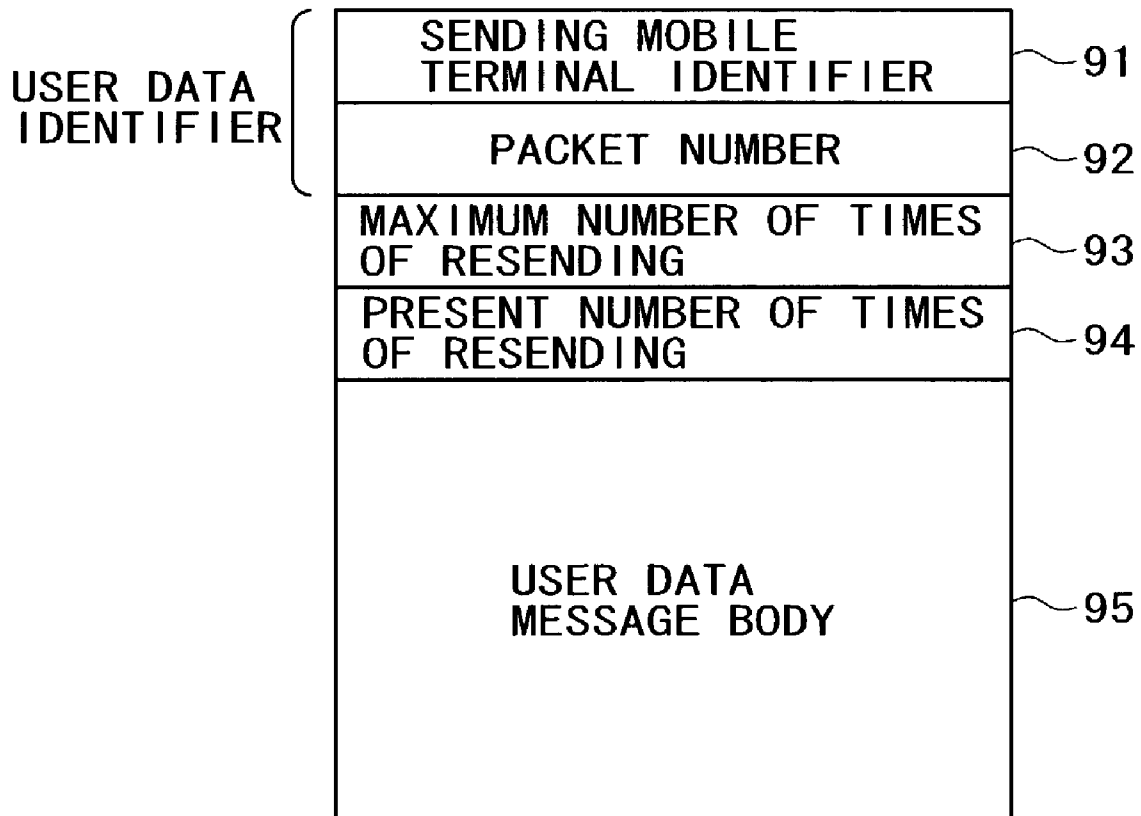 USER DATA
IDENTIFIER
SENDING MOBILE
TERMINAL IDENTIFIER
91
PACKET NUMBER
92
MAXIMUM NUMBER OF TIMES
OF RESENDING
93
PRESENT NUMBER OF TIMES
OF RESENDING
94
USER DATA
MESSAGE BODY
95